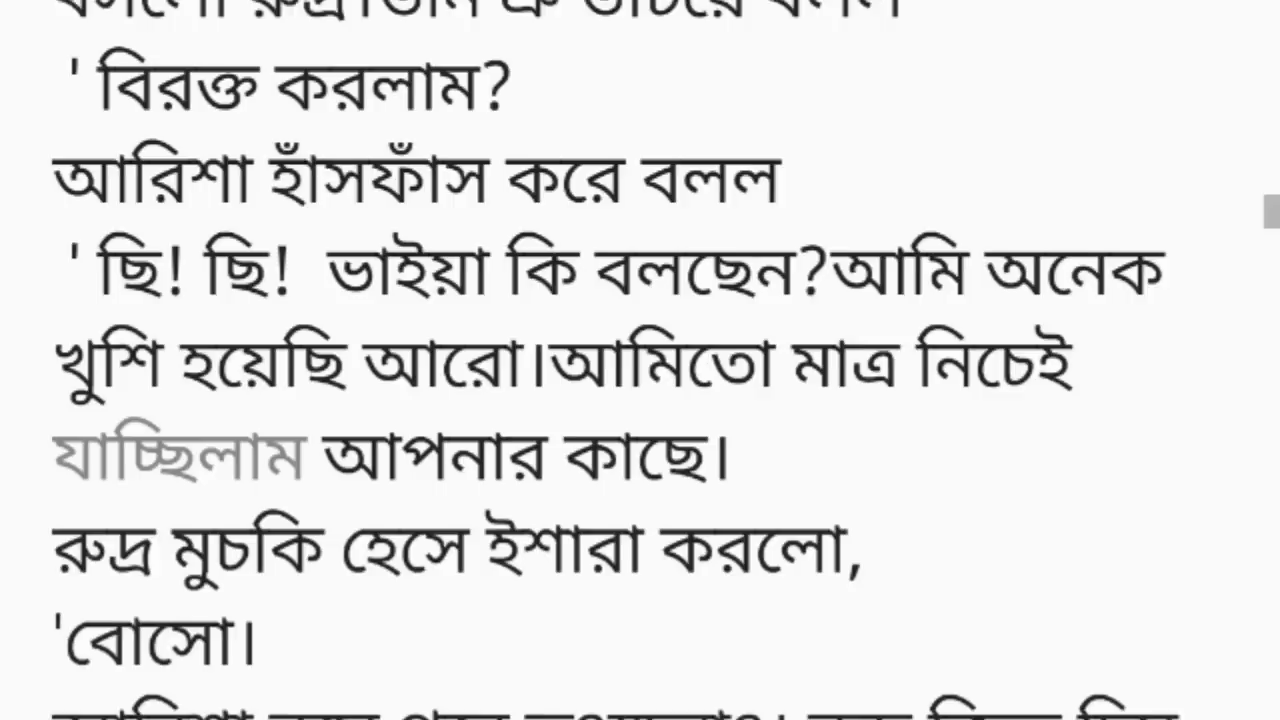 ' বিরক্ত করলাম?
আরিশা হাঁসফাঁস করে বলল
' ছি! ছি!  ভাইয়া কি বলছেন?আমি অনেক
খুশি হয়েছি আরো।আমিতো মাত্র নিচেই
যাচ্ছিলাম আপনার কাছে।
রুদ্র মুচকি হেসে ইশারা করলো,
'বোসো।